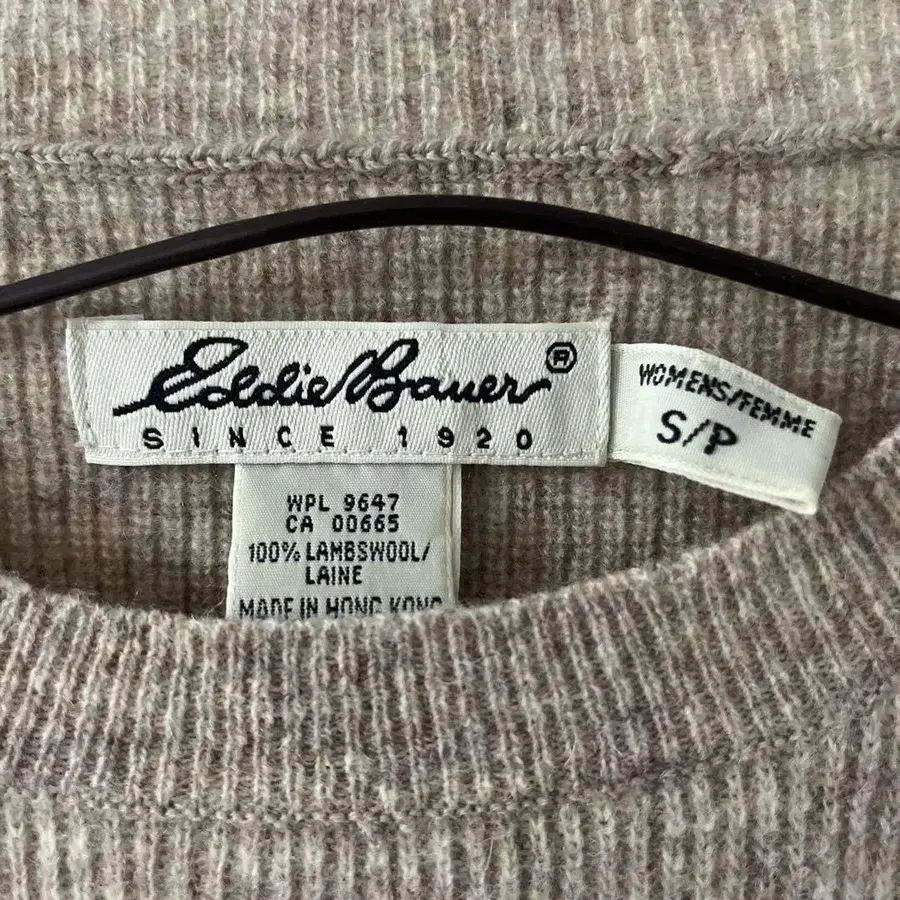 Eddie Bauer ®
SINCE 1920
WOMENS/FEMME
S/P
WPL 9647
CA 00665
100% LAMBSWOOL/
LAINE
MADE IN HONG KONG